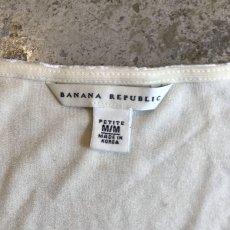 BANANA REPUBLIC
PETITE
M/M
MADE IN
KOREA